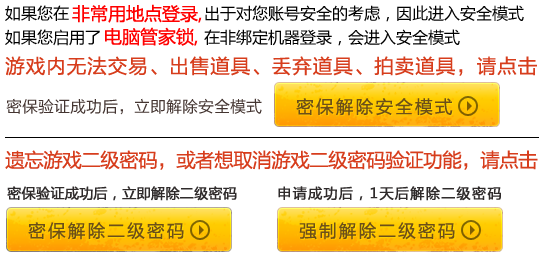 如果您在 非常用地点登录,出于对您账号安全的考虑，因此进入安全模式
如果您启用了 电脑管家锁, 在非绑定机器登录，会进入安全模式
游戏内无法交易、出售道具、丢弃道具、拍卖道具，请点击
密保验证成功后，立即解除安全模式
密保解除安全模式
遗忘游戏二级密码，或者想取消游戏二级密码验证功能，请点击
密保验证成功后，立即解除二级密码
申请成功后，1天后解除二级密码
密保解除二级密码
强制解除二级密码